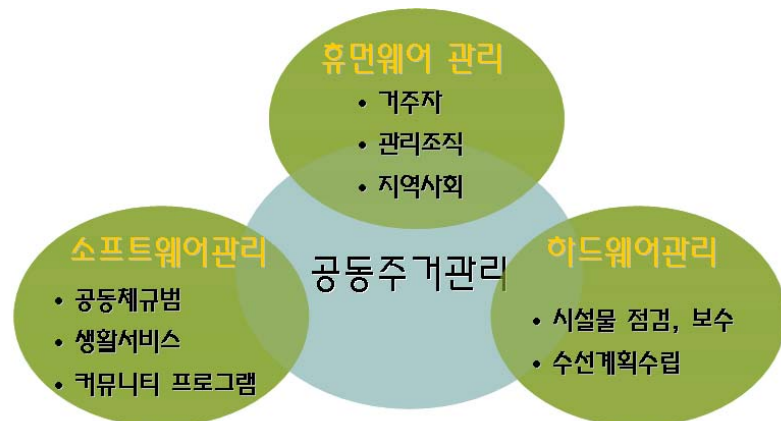 휴먼웨어 관리
• 거주자
• 관리조직
• 지역사회
공동주거관리
소프트웨어관리
• 공동체규범
• 생활서비스
• 커뮤니티 프로그램
하드웨어관리
• 시설물 점검, 보수
• 수선계획수립